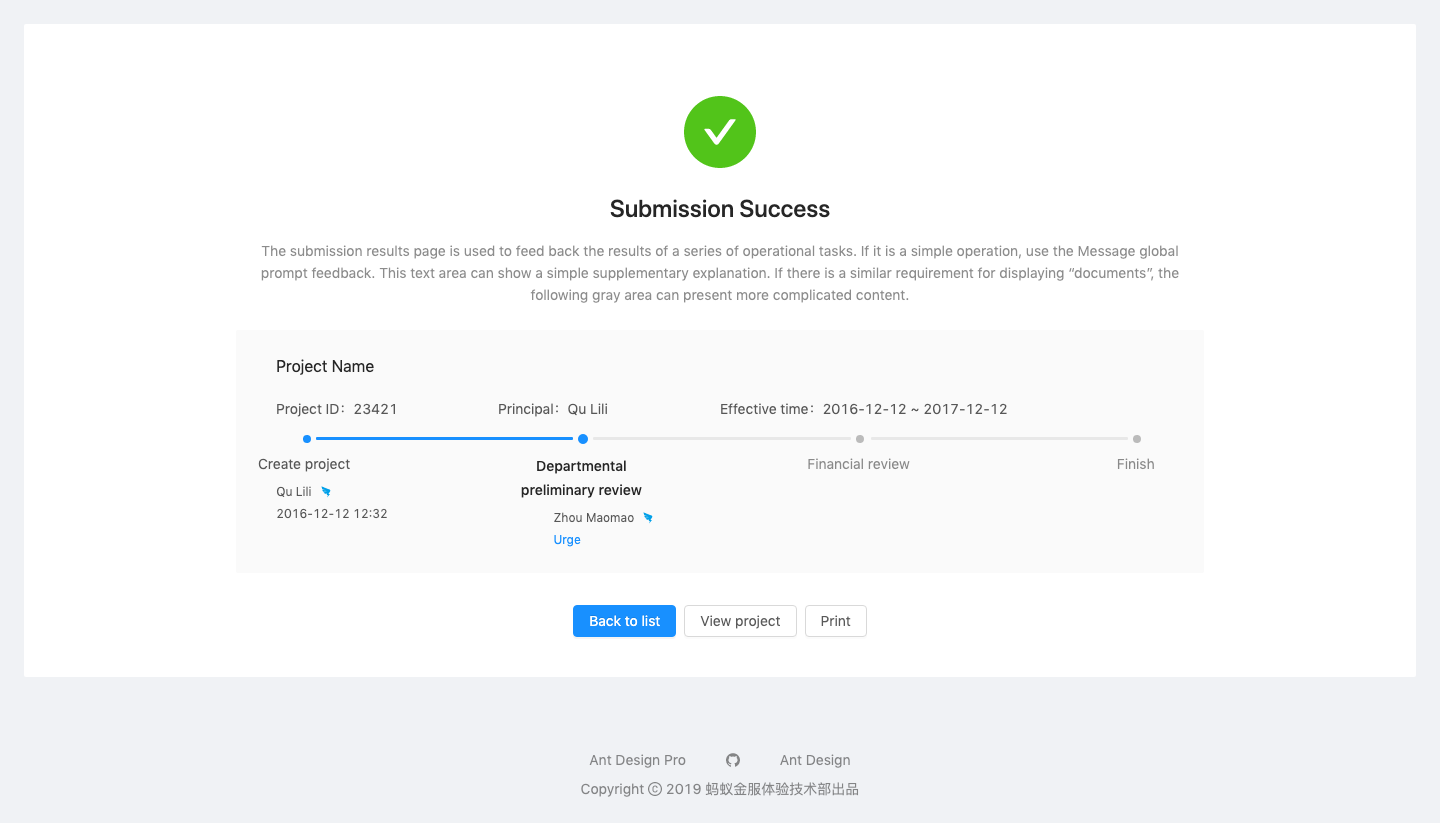 Submission Success
The submission results page is used to feed back the results of a series of operational tasks. If it is a simple operation, use the Message global
prompt feedback. This text area can show a simple supplementary explanation. If there is a similar requirement for displaying “documents”, the
following gray area can present more complicated content.
Project Name
Project ID：23421 Principal：Qu Lili Effective time：2016-12-12 ~ 2017-12-12
Create project
Qu Lili
2016-12-12 12:32
Departmental
preliminary review
Zhou Maomao
Urge
Financial review
Finish
Back to list View project Print
Ant Design Pro Ant Design
Copyright © 2019 蚂蚁金服体验技术部出品